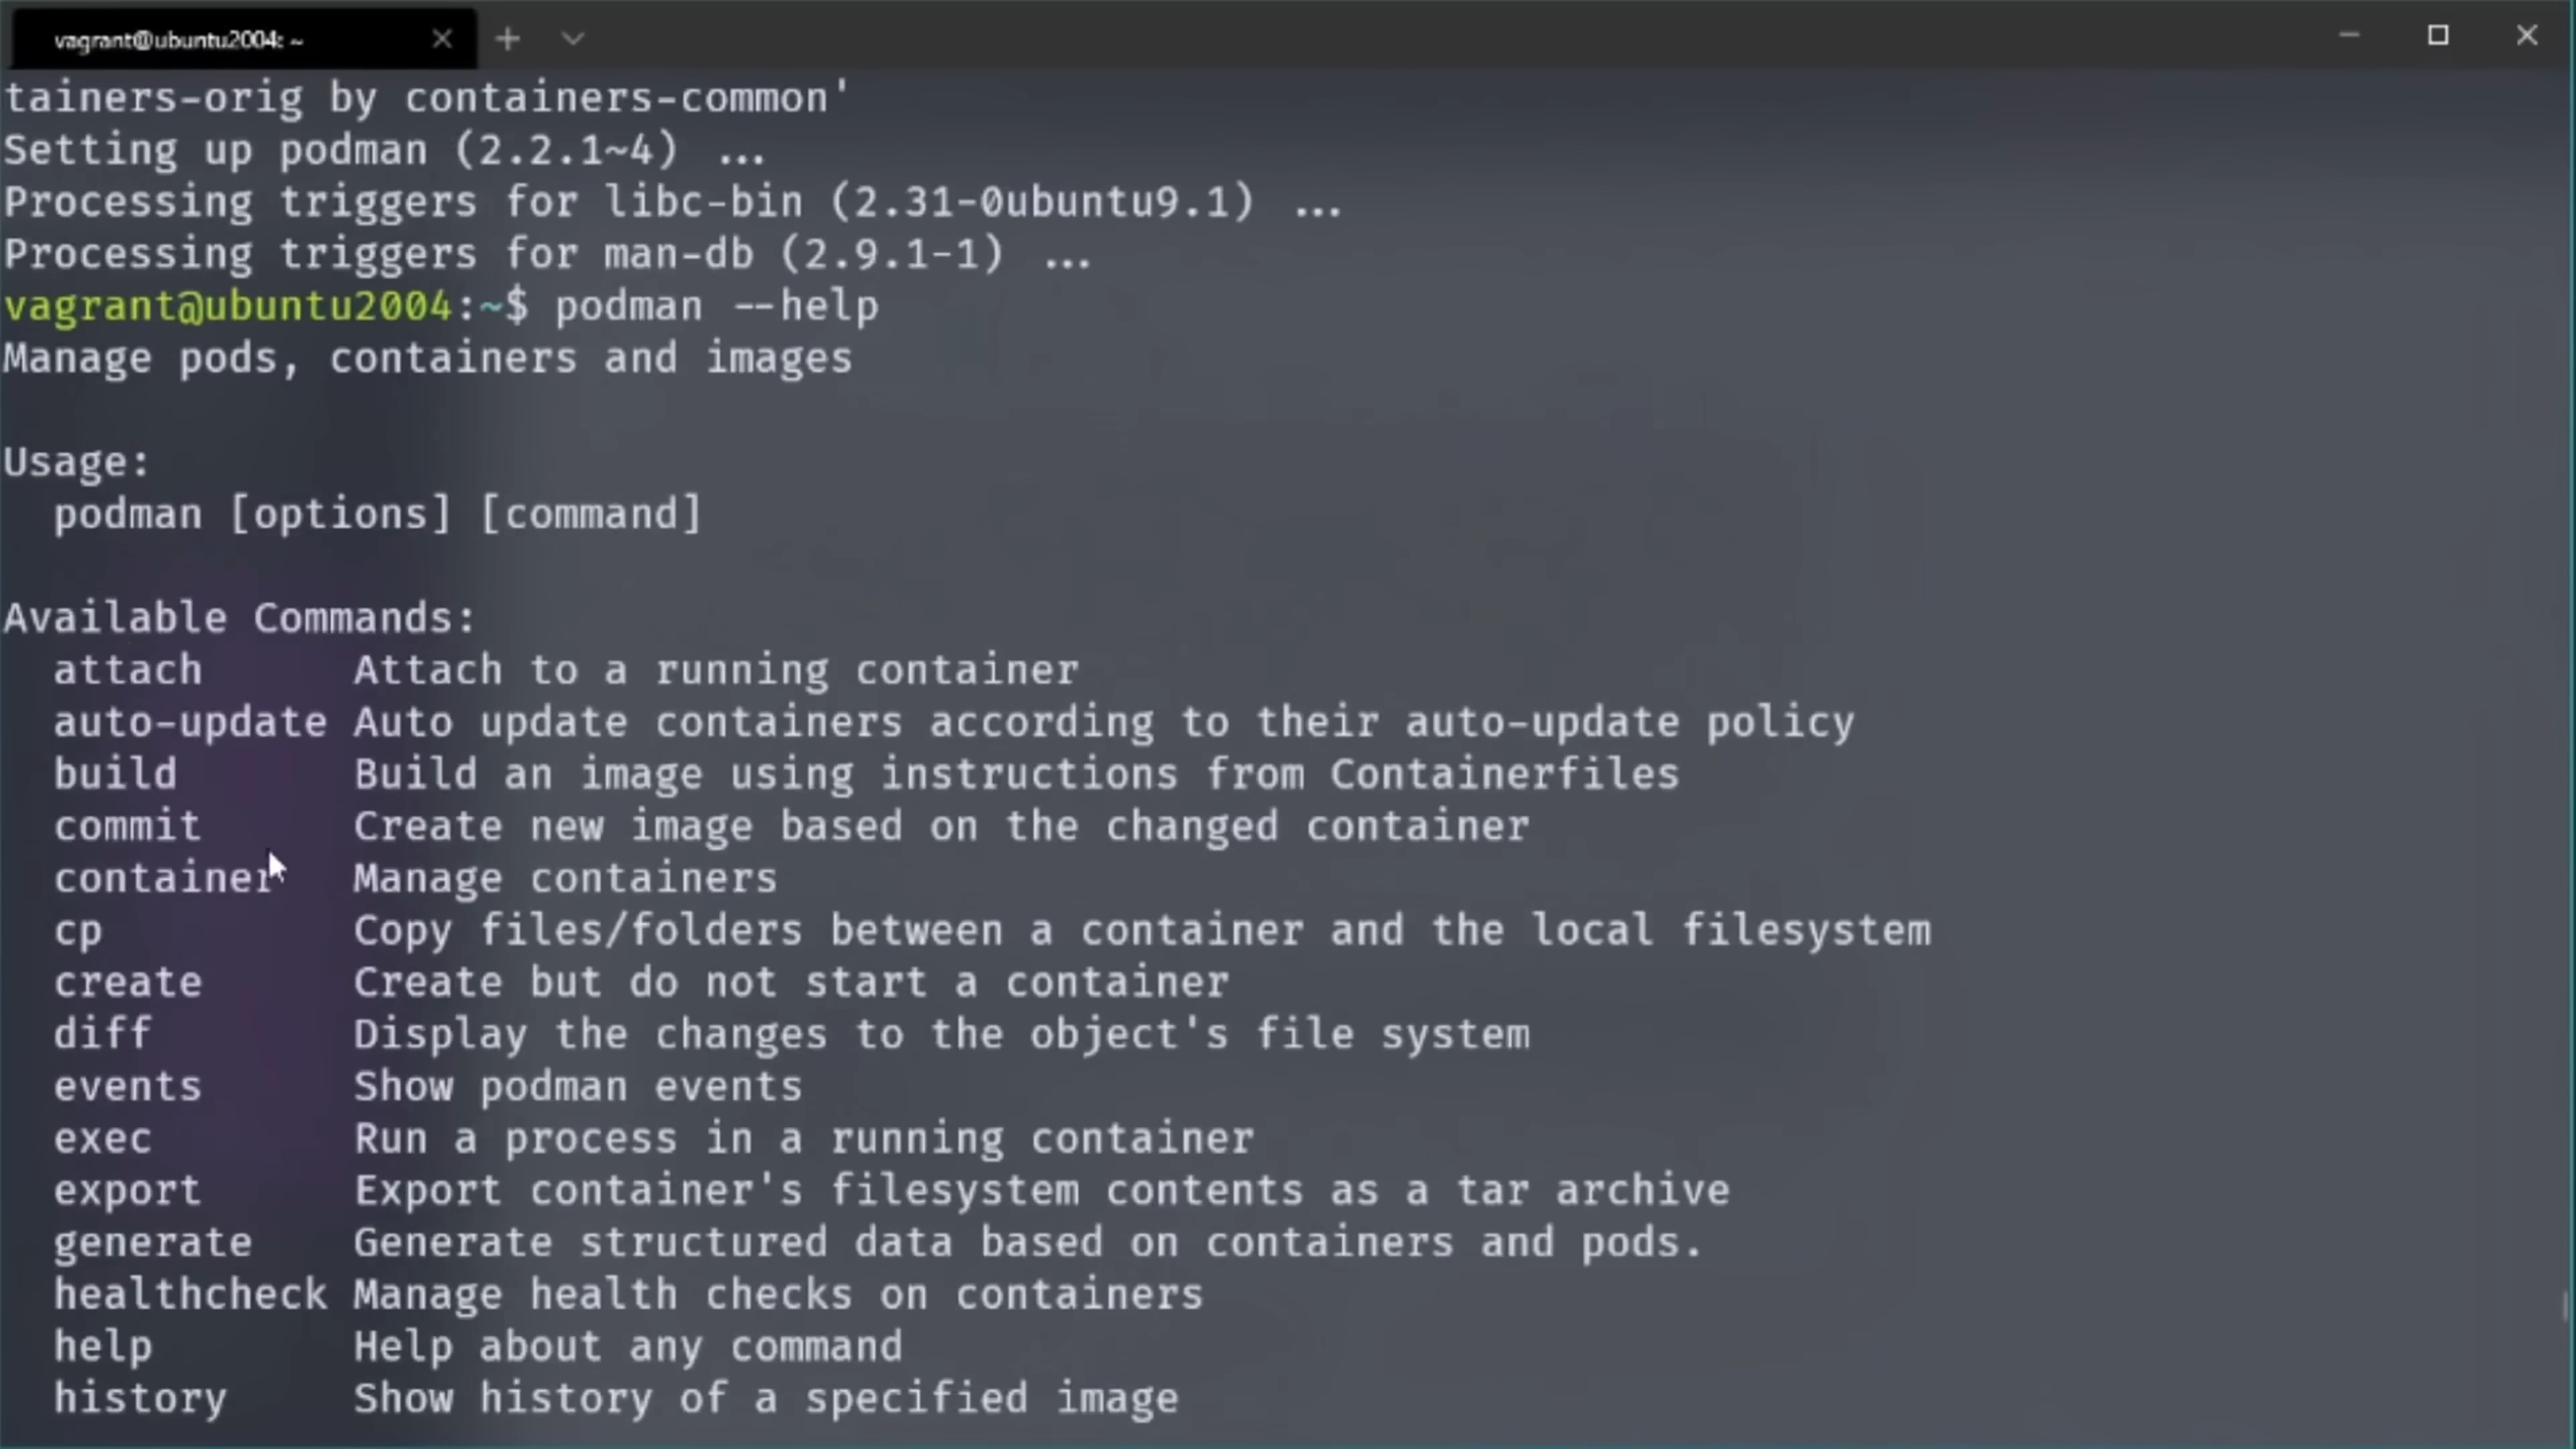 vagrant@ubuntu2004: ~
tainers-orig by containers-common'
Setting up podman (2.2.1~4) ...
Processing triggers for libc-bin (2.31-0ubuntu9.1) ...
Processing triggers for man-db (2.9.1-1) ...
vagrant@ubuntu2004:~$ podman --help
Manage pods, containers and images
Usage:
  podman [options] [command]
Available Commands:
  attach      Attach to a running container
  auto-update Auto update containers according to their auto-update policy
  build       Build an image using instructions from Containerfiles
  commit      Create new image based on the changed container
  container   Manage containers
  cp          Copy files/folders between a container and the local filesystem
  create      Create but do not start a container
  diff        Display the changes to the object's file system
  events      Show podman events
  exec        Run a process in a running container
  export      Export container's filesystem contents as a tar archive
  generate    Generate structured data based on containers and pods.
  healthcheck Manage health checks on containers
  help        Help about any command
  history     Show history of a specified image